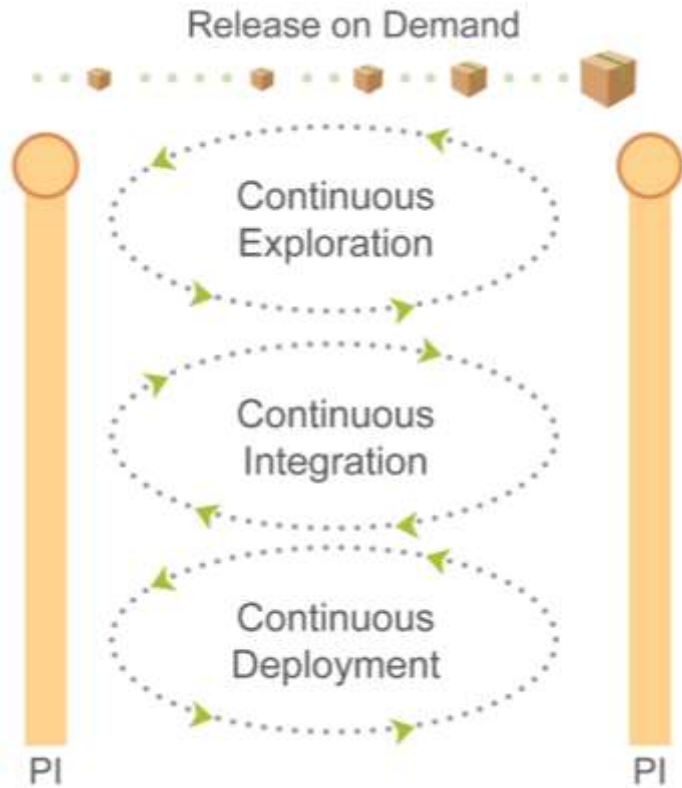 Release on Demand
Continuous
Exploration
Continuous
Integration
Continuous
Deployment
PI
PI